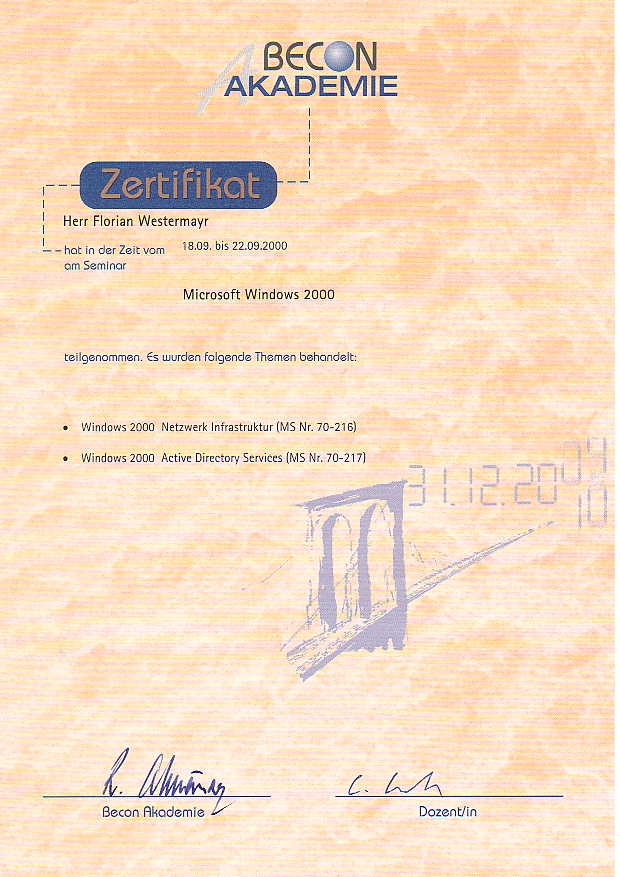 BECON
AKADEMIE
Zertifikat
Herr Florian Westermayr
hat in der Zeit vom 18.09. bis 22.09.2000
am Seminar
Microsoft Windows 2000
teilgenommen. Es wurden folgende Themen behandelt:
• Windows 2000 Netzwerk Infrastruktur (MS Nr. 70-216)
• Windows 2000 Active Directory Services (MS Nr. 70-217)
31.12.20
Becon Akademie
Dozent/in